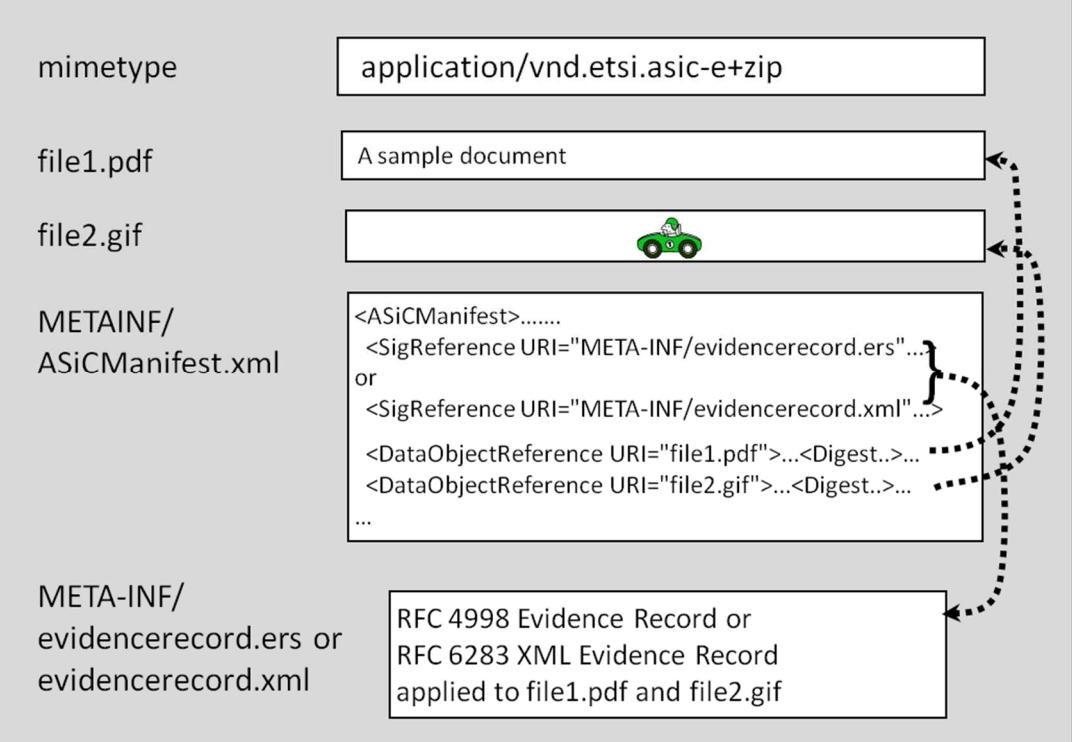 mimetype
application/vnd.etsi.asic-e+zip
file1.pdf
A sample document
file2.gif
1
METAINF/
ASiCManifest.xml
<ASiCManifest>.......
<SigReference URI="META-INF/evidencerecord.ers"...>
or
<SigReference URI="META-INF/evidencerecord.xml"...>
<DataObjectReference URI="file1.pdf">...<Digest..>...
<DataObjectReference URI="file2.gif">...<Digest..>...
...
META-INF/
evidencerecord.ers or
evidencerecord.xml
RFC 4998 Evidence Record or
RFC 6283 XML Evidence Record
applied to file1.pdf and file2.gif